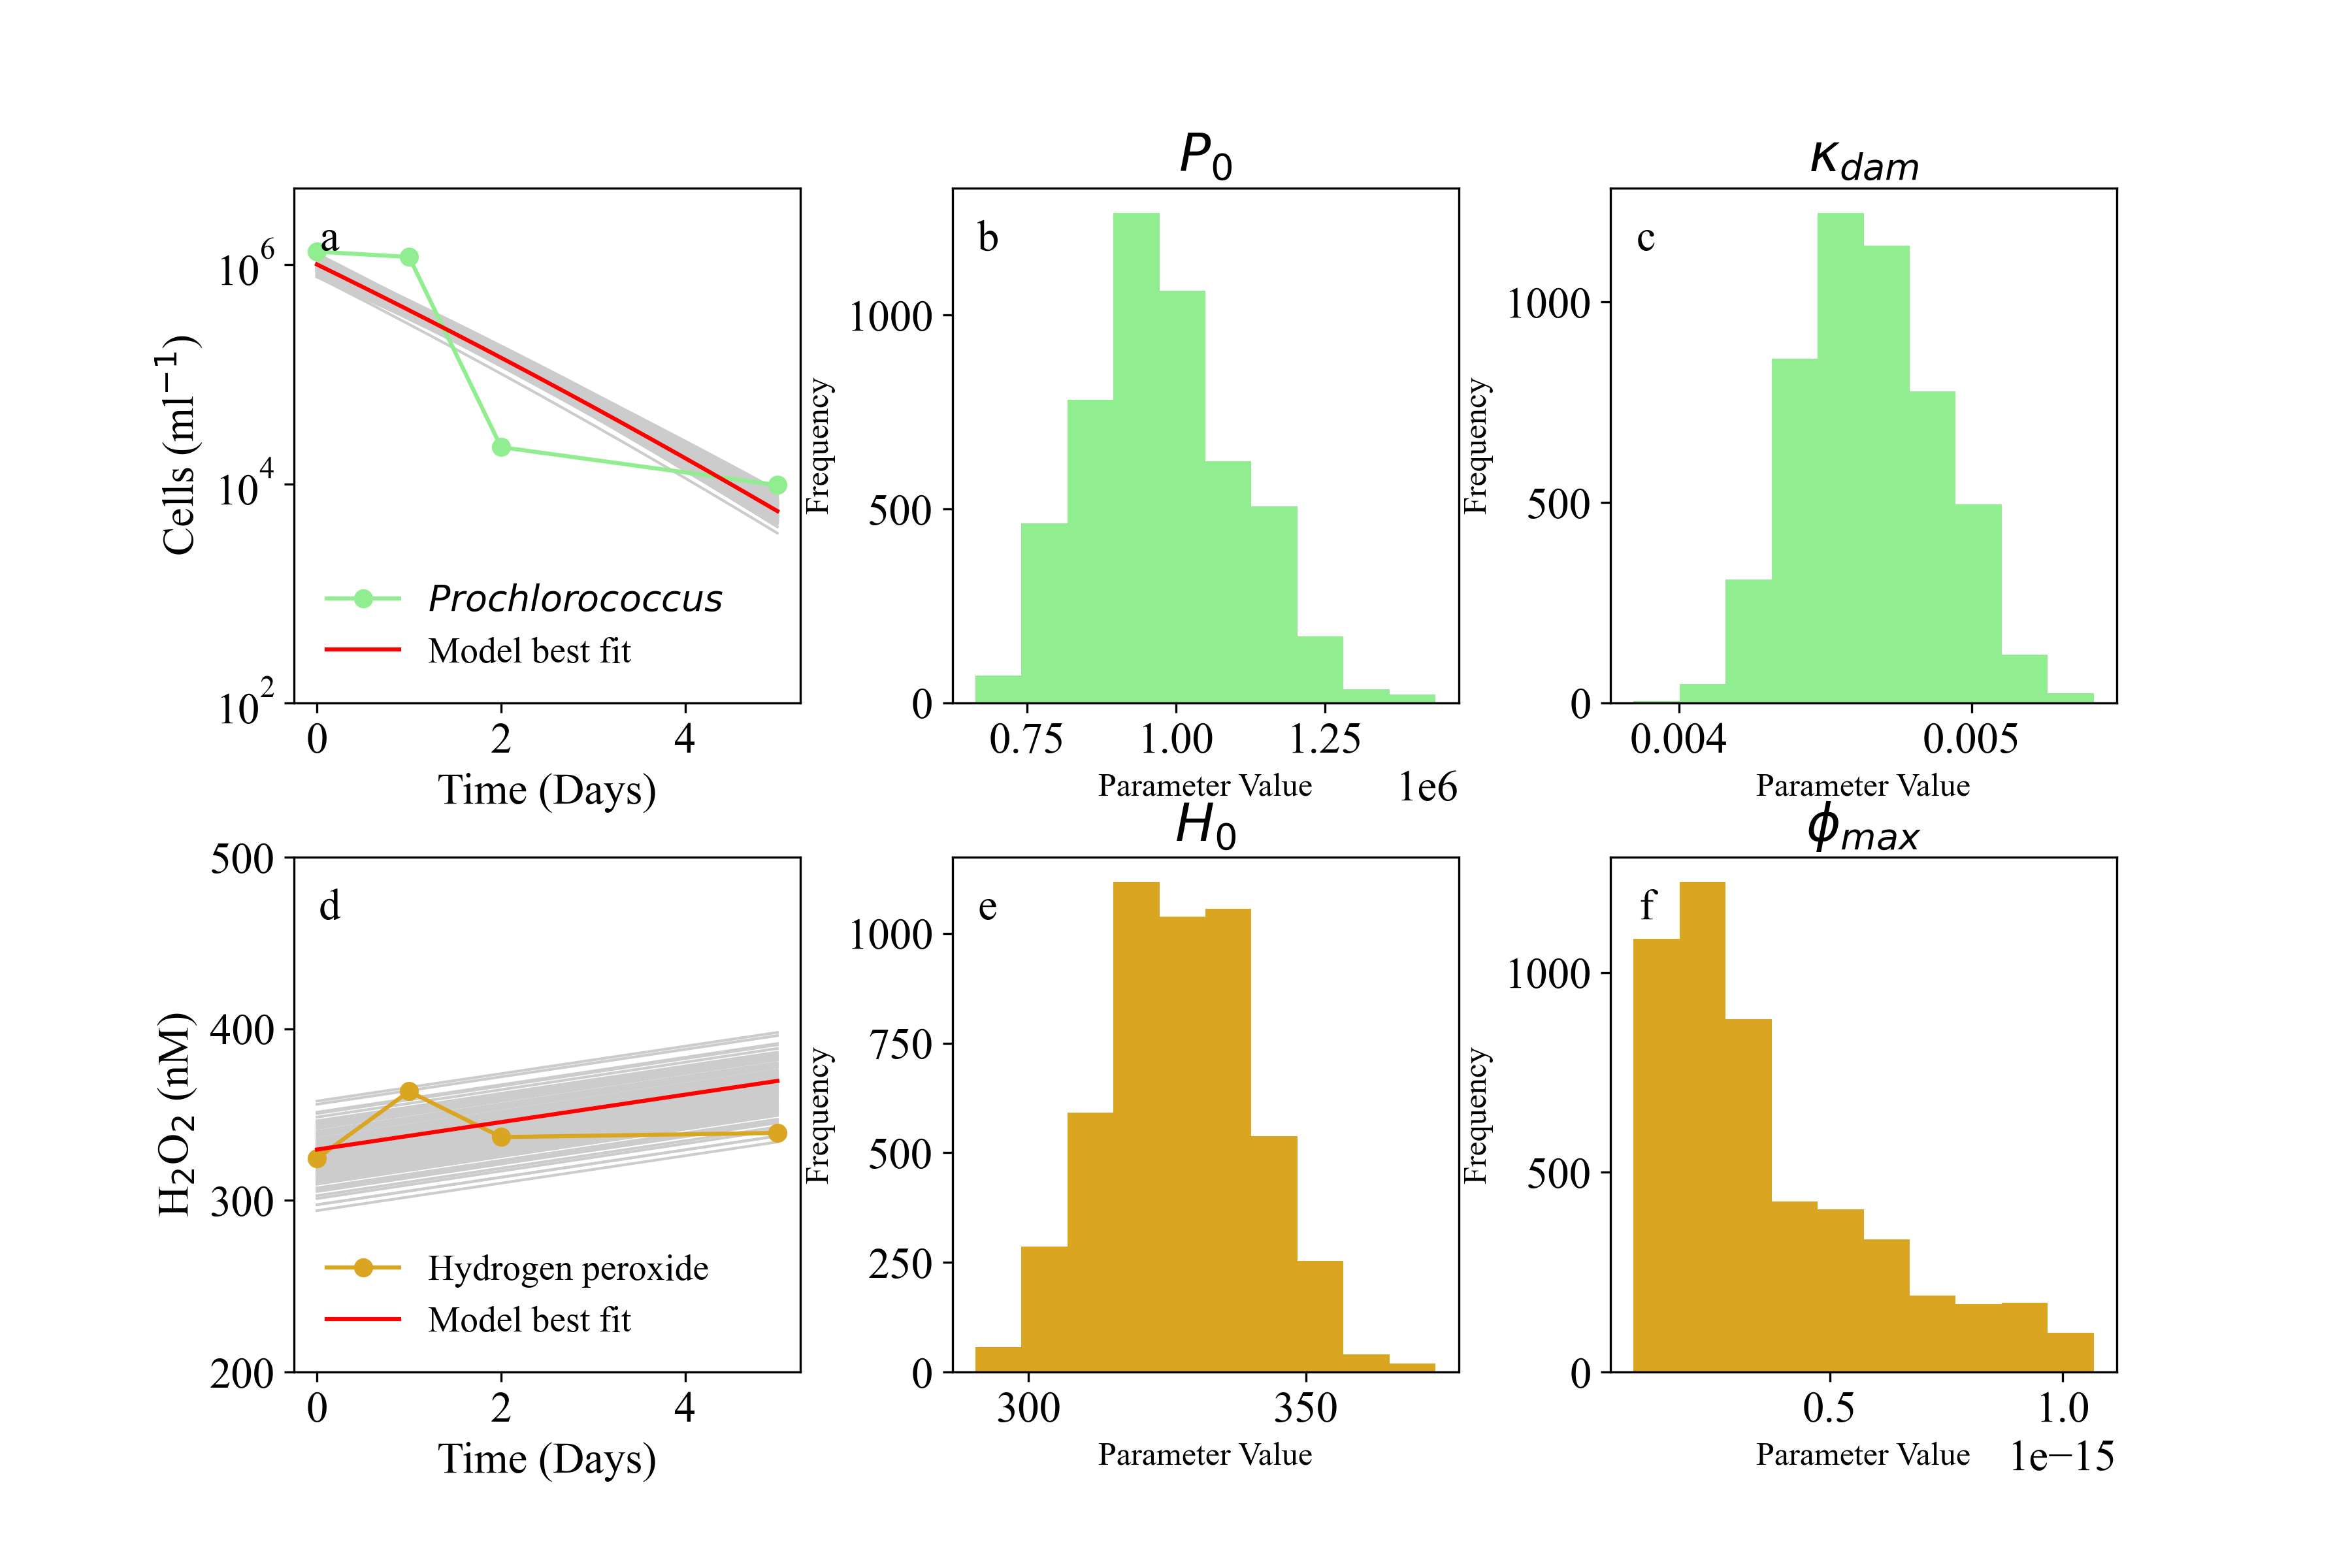 a
10^6
10^4
10^2
Cells (ml^−1)
Prochlorococcus
Model best fit
0 2 4
Time (Days)
P_0
b
1000
500
0
Frequency
0.75 1.00 1.25
1e6
Parameter Value
κ_dam
c
1000
500
0
Frequency
0.004 0.005
Parameter Value
d
500
400
300
200
H₂O₂ (nM)
Hydrogen peroxide
Model best fit
0 2 4
Time (Days)
H_0
e
1000
750
500
250
0
Frequency
300 350
Parameter Value
ϕ_max
f
1000
500
0
Frequency
0.5 1.0
1e−15
Parameter Value